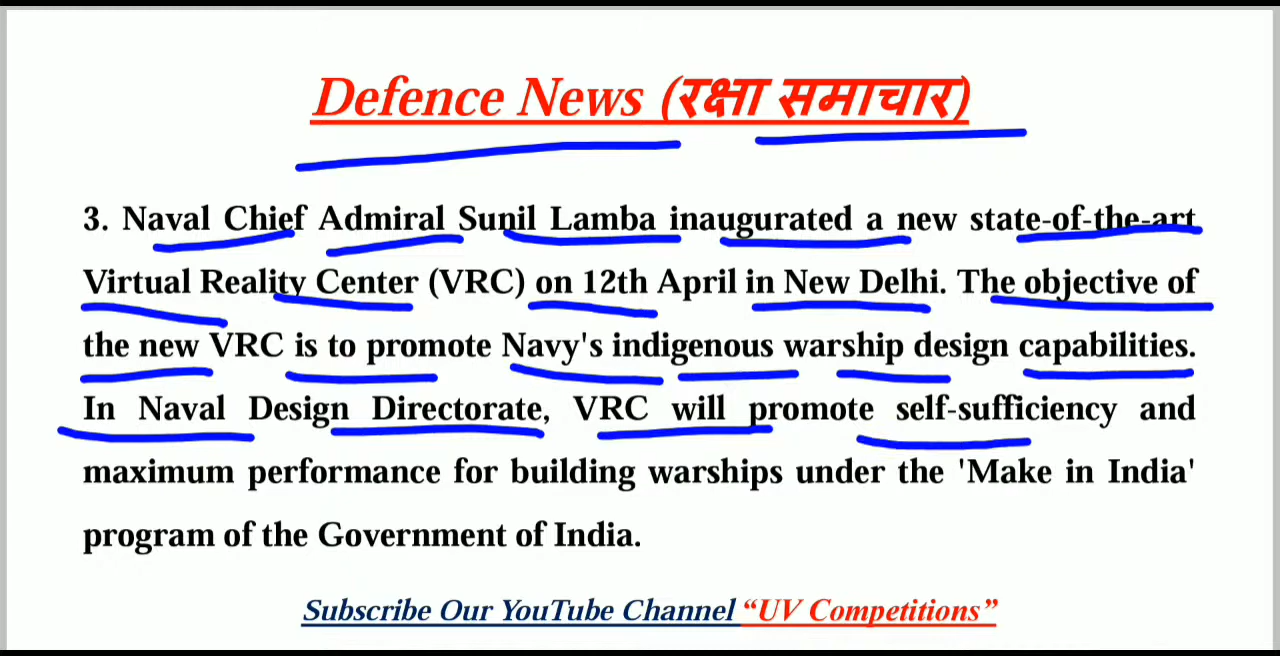 Defence News (रक्षा समाचार)
3. Naval Chief Admiral Sunil Lamba inaugurated a new state-of-the-art
Virtual Reality Center (VRC) on 12th April in New Delhi. The objective of
the new VRC is to promote Navy's indigenous warship design capabilities.
In Naval Design Directorate, VRC will promote self-sufficiency and
maximum performance for building warships under the 'Make in India'
program of the Government of India.
Subscribe Our YouTube Channel “UV Competitions”